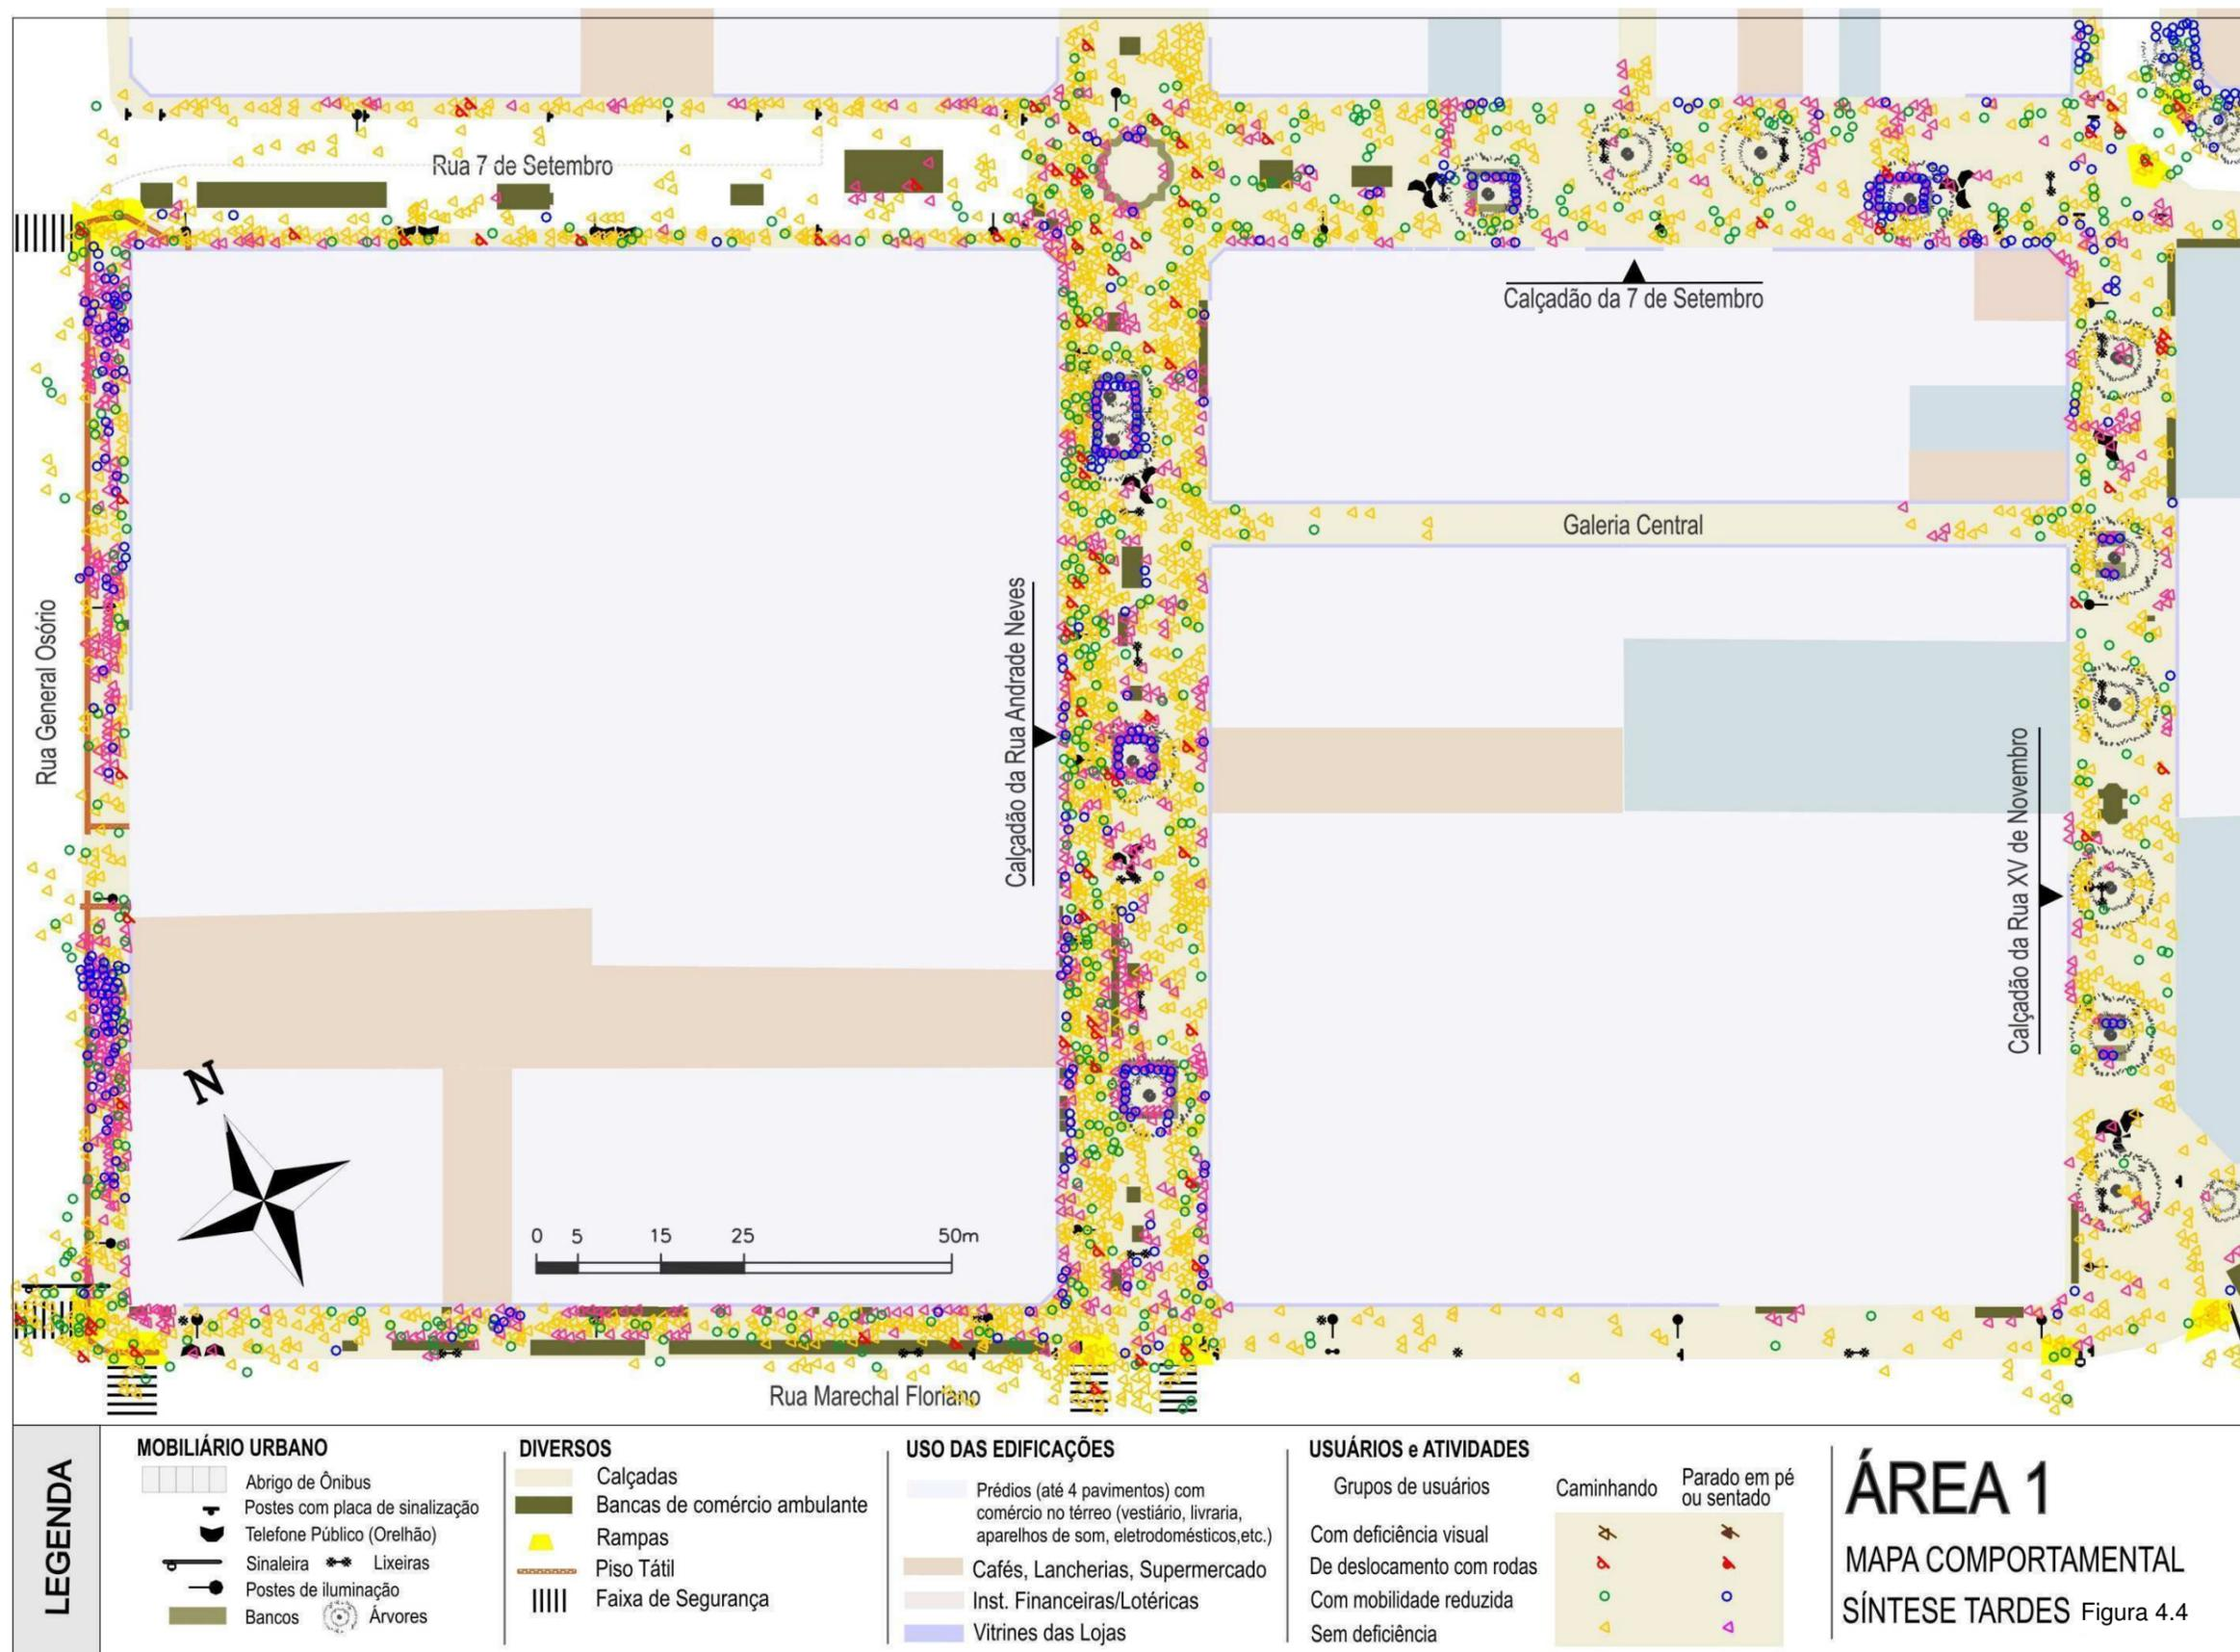 Rua 7 de Setembro
Calçadão da 7 de Setembro
Galeria Central
Rua General Osório
Calçadão da Rua Andrade Neves
Calçadão da Rua XV de Novembro
N
0 5 15 25 50m
Rua Marechal Floriano
LEGENDA
MOBILIÁRIO URBANO
Abrigo de Ônibus
Postes com placa de sinalização
Telefone Público (Orelhão)
Sinaleira Lixeiras
Postes de iluminação
Bancos Árvores
DIVERSOS
Calçadas
Bancas de comércio ambulante
Rampas
Piso Tátil
Faixa de Segurança
USO DAS EDIFICAÇÕES
Prédios (até 4 pavimentos) com
comércio no térreo (vestiário, livraria,
aparelhos de som, eletrodomésticos,etc.)
Cafés, Lancherias, Supermercado
Inst. Financeiras/Lotéricas
Vitrines das Lojas
USUÁRIOS e ATIVIDADES
Grupos de usuários
Caminhando
Parado em pé
ou sentado
Com deficiência visual
De deslocamento com rodas
Com mobilidade reduzida
Sem deficiência
ÁREA 1
MAPA COMPORTAMENTAL
SÍNTESE TARDES Figura 4.4